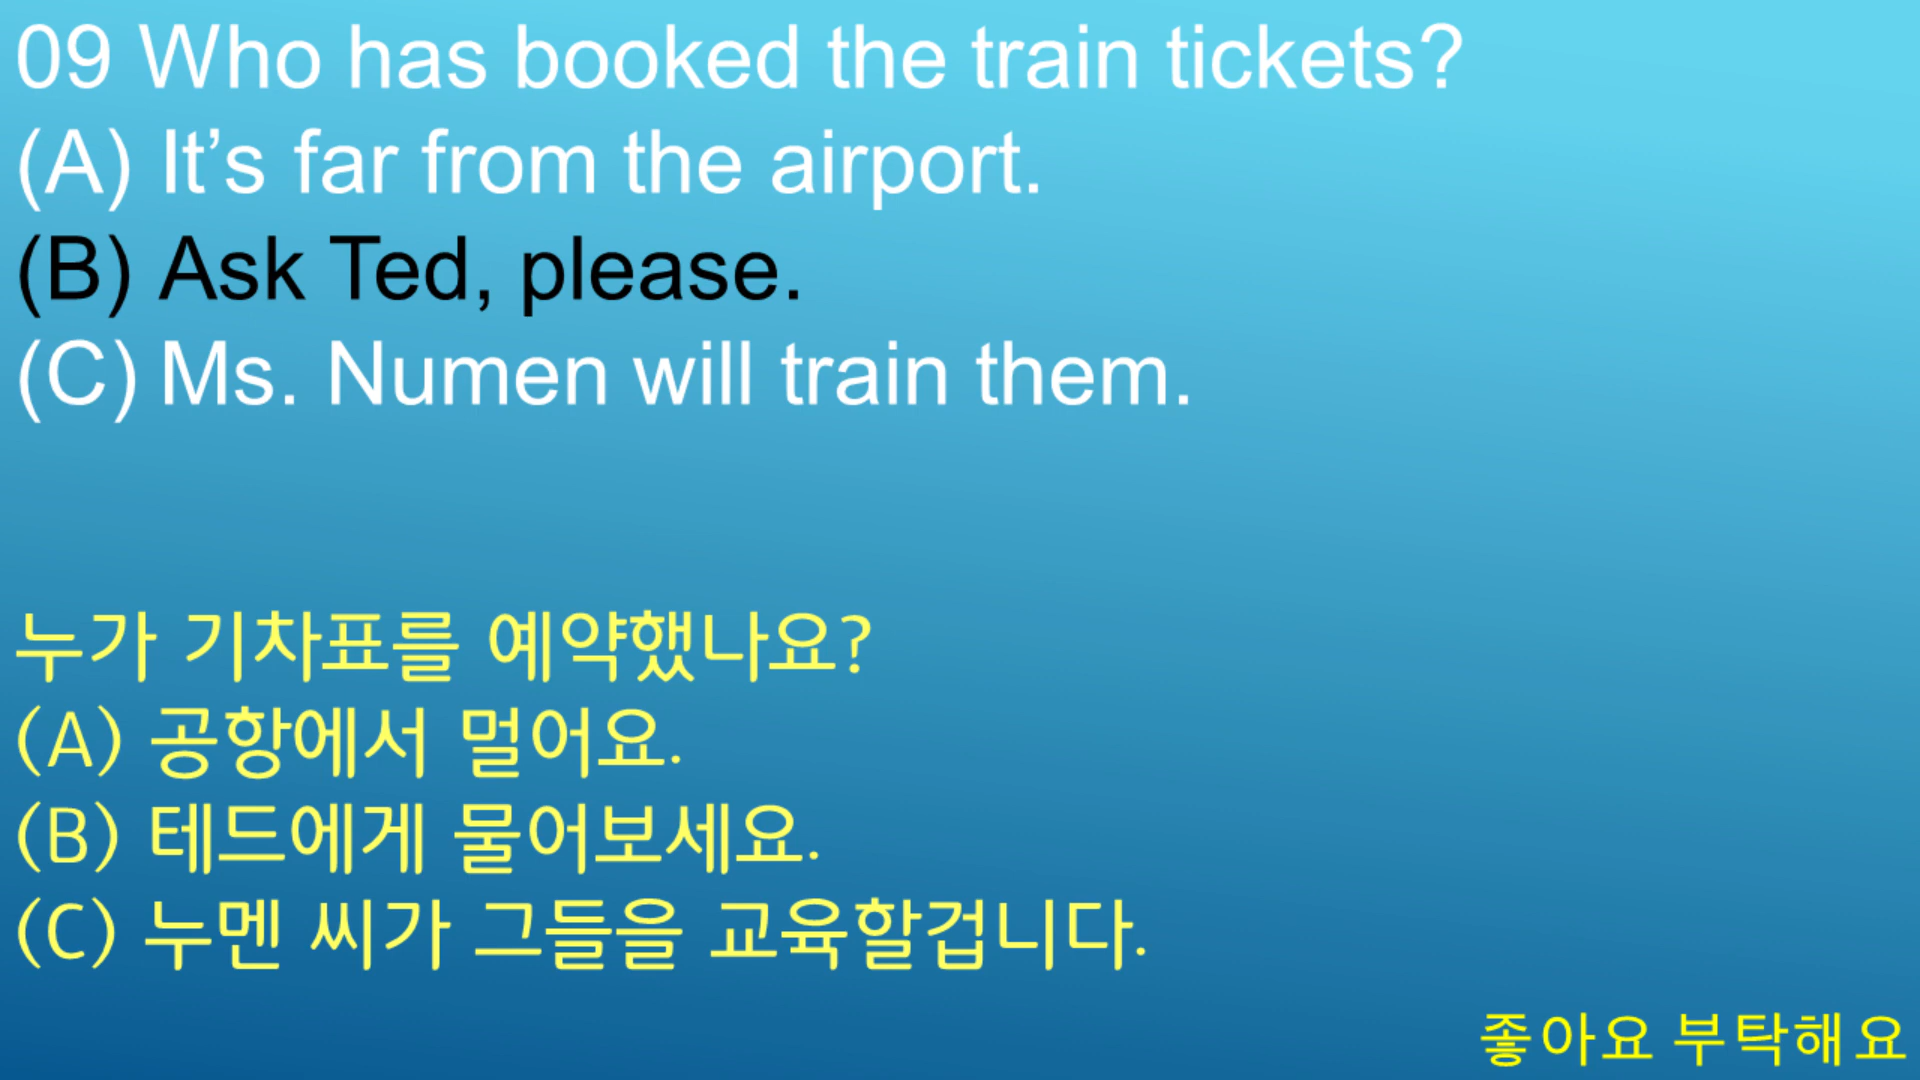 09 Who has booked the train tickets?
(A) It’s far from the airport.
(B) Ask Ted, please.
(C) Ms. Numen will train them.
누가 기차표를 예약했나요?
(A) 공항에서 멀어요.
(B) 테드에게 물어보세요.
(C) 누멘 씨가 그들을 교육할겁니다.
좋아요 부탁해요